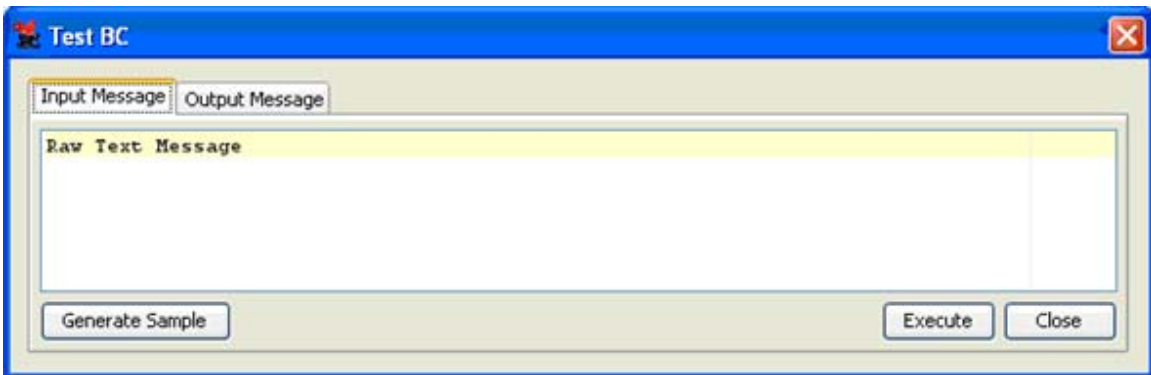 Test BC
Input Message Output Message
Raw Text Message
Generate Sample Execute Close